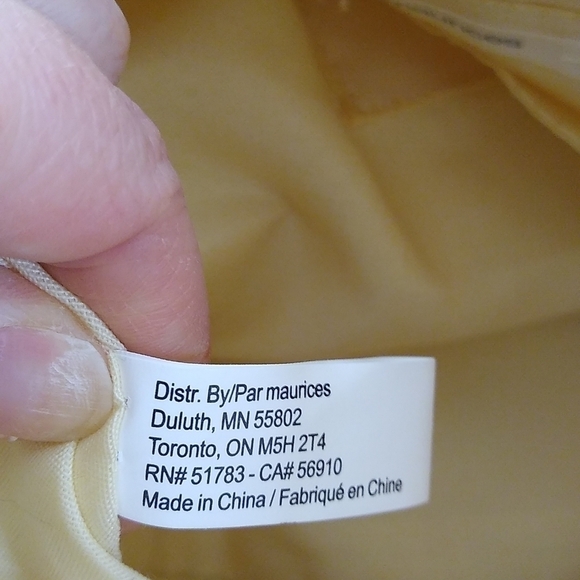 Distr. By/Par maurices
Duluth, MN 55802
Toronto, ON M5H 2T4
RN# 51783 - CA# 56910
Made in China / Fabriqué en Chine